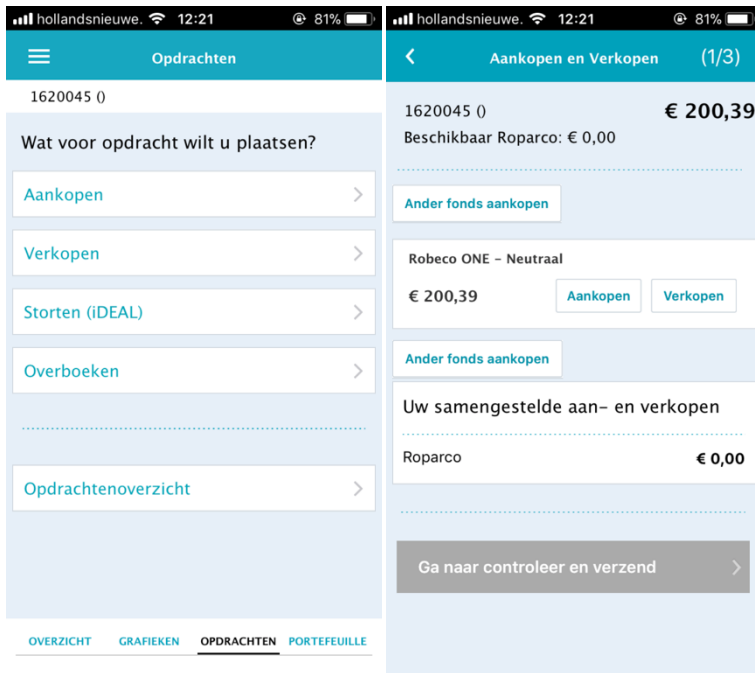 hollandsnieuwe. 12:21 81%
Opdrachten
1620045 ()
Wat voor opdracht wilt u plaatsen?
Aankopen
Verkopen
Storten (iDEAL)
Overboeken
Opdrachtenoverzicht
OVERZICHT GRAFIEKEN OPDRACHTEN PORTEFEUILLE
hollandsnieuwe. 12:21 81%
Aankopen en Verkopen (1/3)
1620045 () € 200,39
Beschikbaar Roparco: € 0,00
Ander fonds aankopen
Robeco ONE – Neutraal
€ 200,39 Aankopen Verkopen
Ander fonds aankopen
Uw samengestelde aan– en verkopen
Roparco € 0,00
Ga naar controleer en verzend